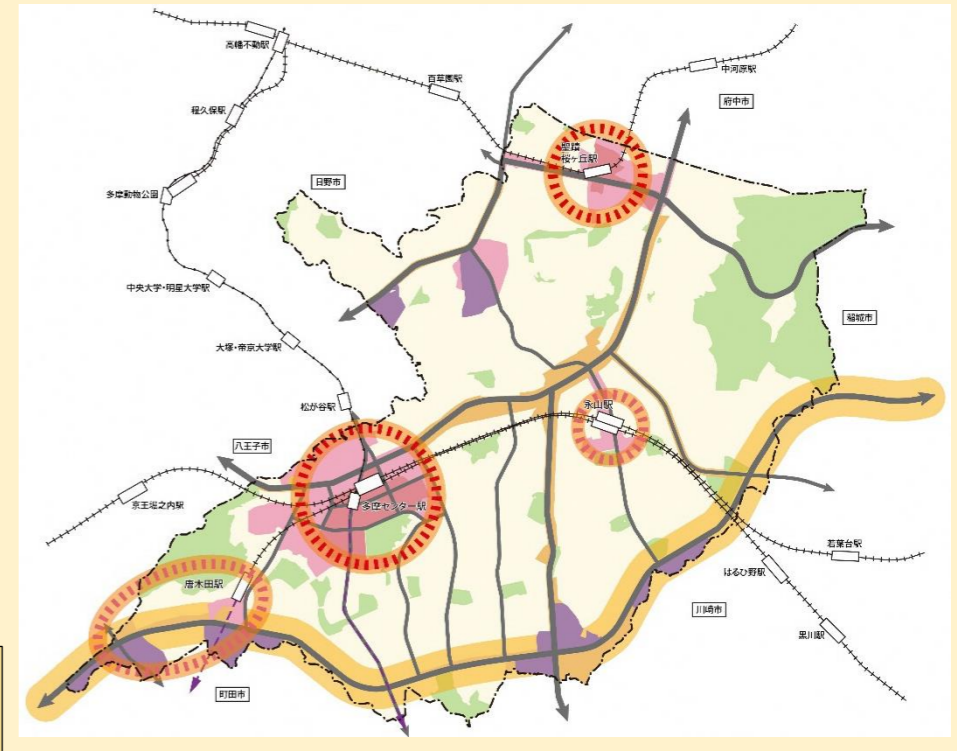 高幡不動駅
百草園駅
中河原駅
府中市
程久保駅
聖蹟
桜ヶ丘駅
日野市
多摩動物公園
中央大学・明星大学駅
稲城市
大塚・帝京大学駅
松が谷駅
永山駅
八王子市
京王堀之内駅
多摩センター駅
若葉台駅
はるひ野駅
唐木田駅
川崎市
黒川駅
町田市